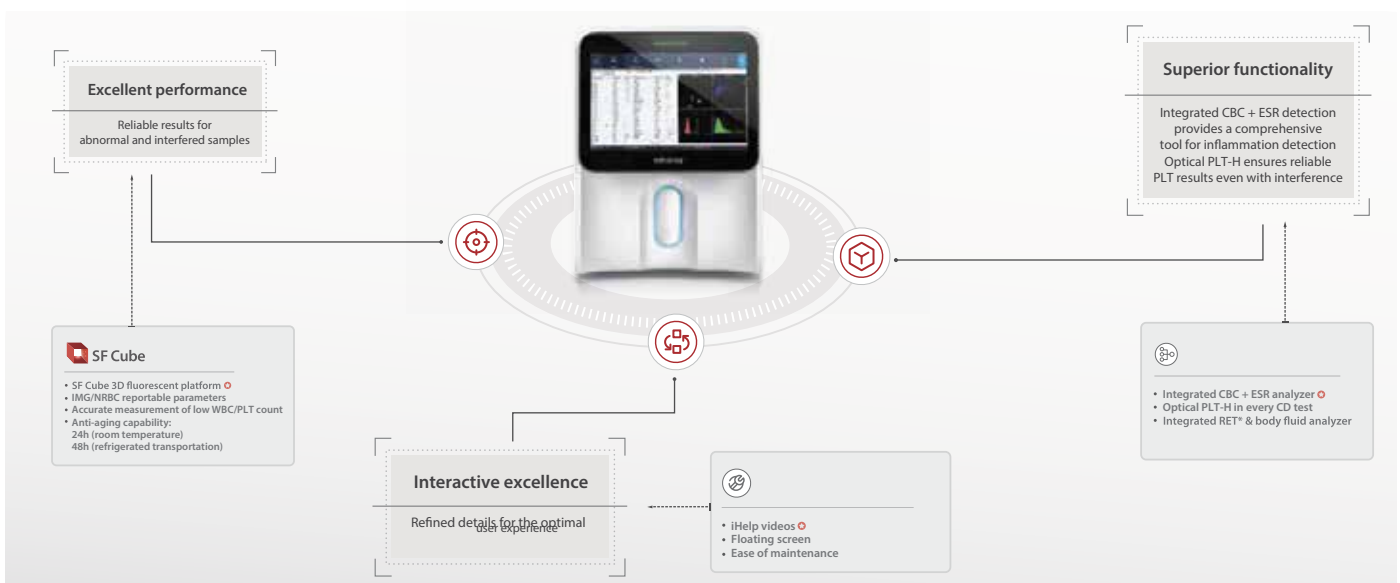 Excellent performance
Reliable results for
abnormal and interfered samples
SF Cube
• SF Cube 3D fluorescent platform
• IMG/NRBC reportable parameters
• Accurate measurement of low WBC/PLT count
• Anti-aging capability:
24h (room temperature)
48h (refrigerated transportation)
Interactive excellence
Refined details for the optimal
user experience
• iHelp videos
• Floating screen
• Ease of maintenance
Superior functionality
Integrated CBC + ESR detection
provides a comprehensive
tool for inflammation detection
Optical PLT-H ensures reliable
PLT results even with interference
• Integrated CBC + ESR analyzer
• Optical PLT-H in every CD test
• Integrated RET* & body fluid analyzer